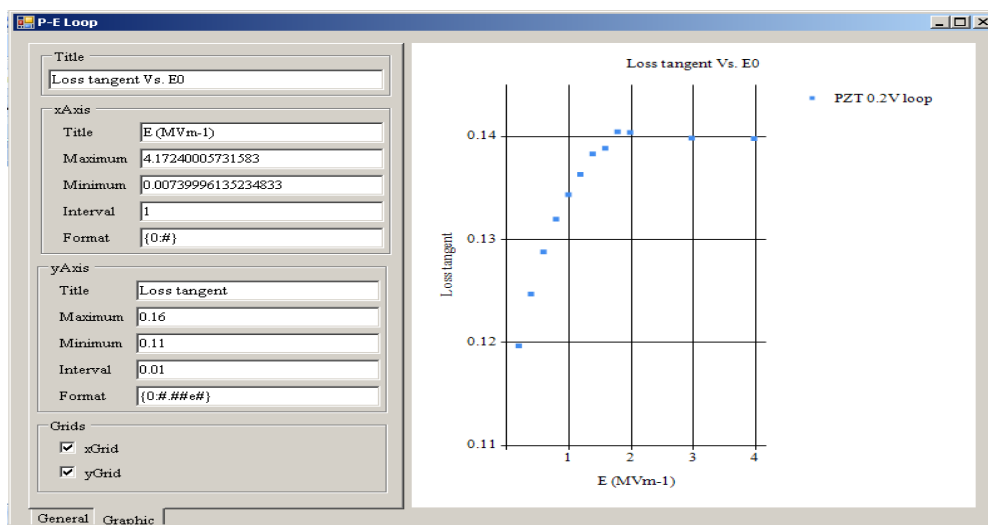 P-E Loop
Title
Loss tangent Vs. E0
xAxis
Title E (MVm-1)
Maximum 4.17240005731583
Minimum 0.00739996135234833
Interval 1
Format {0:#}
yAxis
Title Loss tangent
Maximum 0.16
Minimum 0.11
Interval 0.01
Format {0:#.##e#}
Grids
xGrid
yGrid
General Graphic
Loss tangent Vs. E0
PZT 0.2V loop
Loss tangent
0.14
0.13
0.12
0.11
1 2 3 4
E (MVm-1)